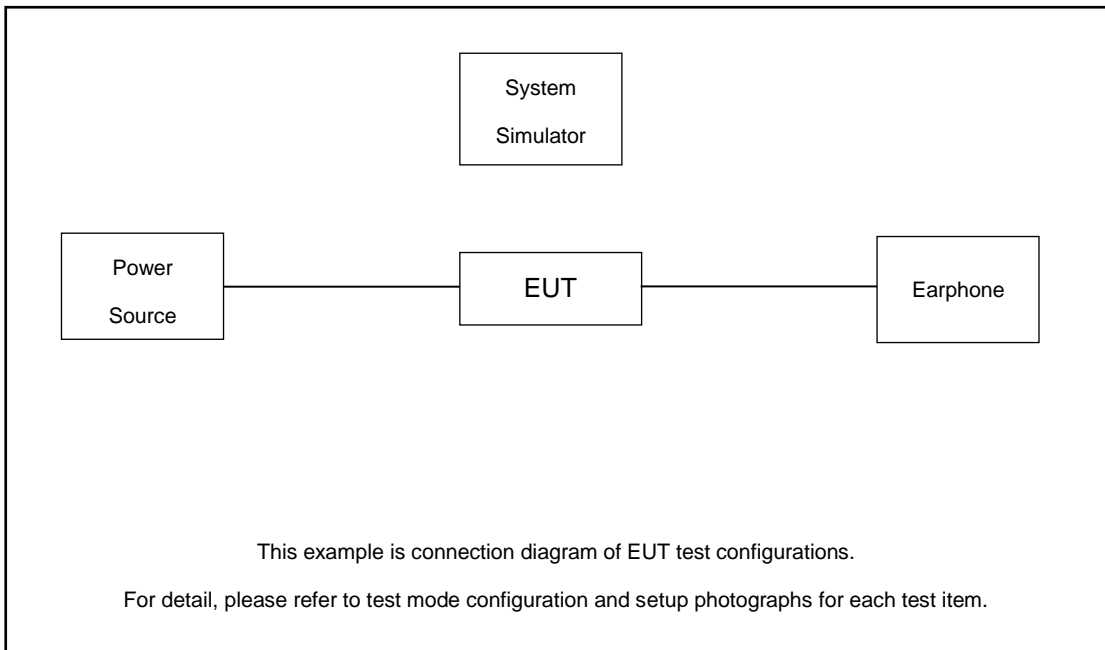 System
Simulator
Power
Source
EUT
Earphone
This example is connection diagram of EUT test configurations.
For detail, please refer to test mode configuration and setup photographs for each test item.